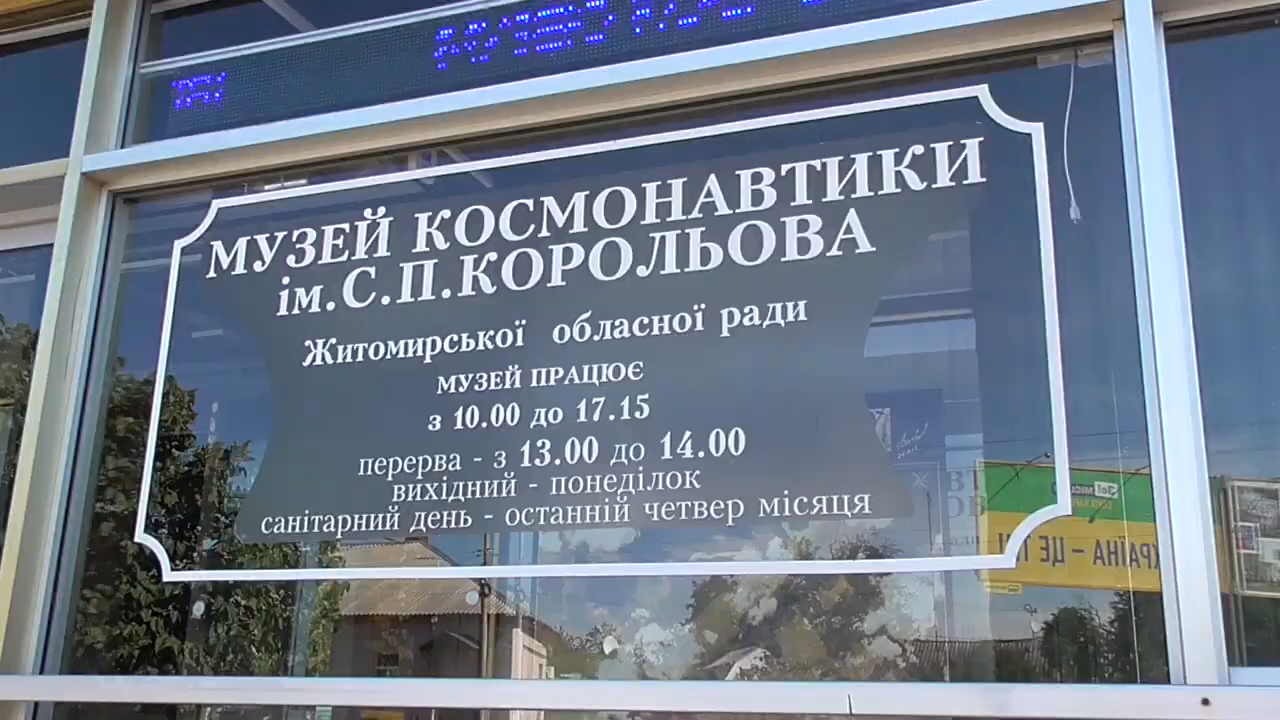 МУЗЕЙ КОСМОНАВТИКИ
ім.С.П.КОРОЛЬОВА
Житомирської обласної ради
МУЗЕЙ ПРАЦЮЄ
з 10.00 до 17.15
перерва - з 13.00 до 14.00
вихідний - понеділок
санітарний день - останній четвер місяця